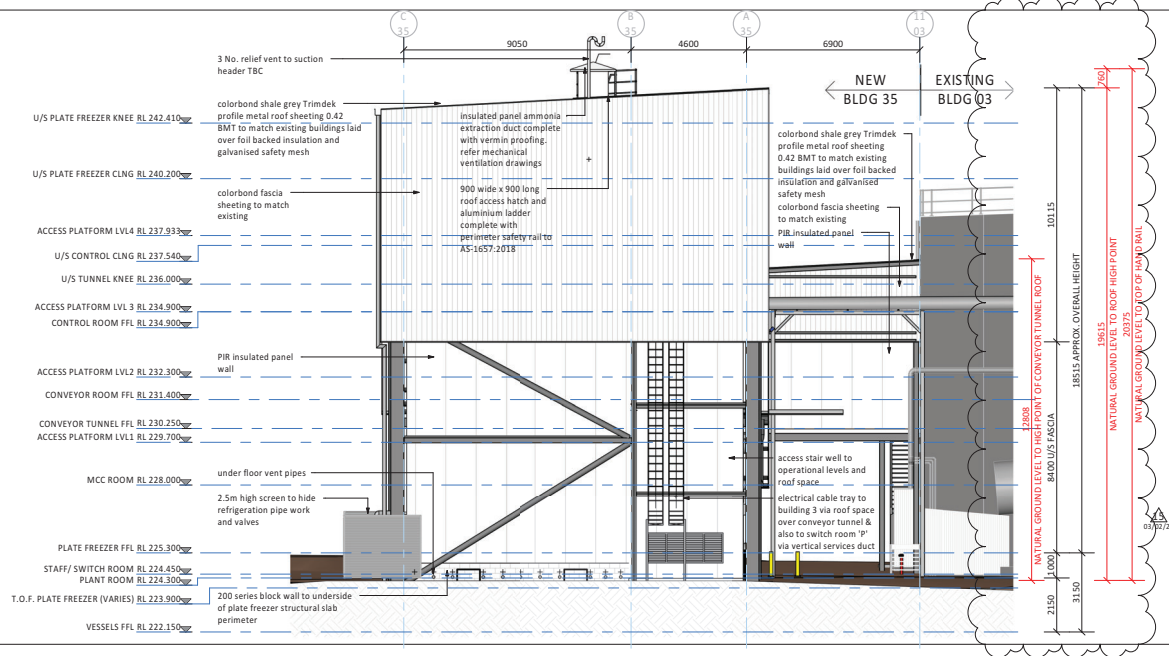 C
35
B
35
A
35
11
03
9050
4600
6900
3 No. relief vent to suction
header TBC
NEW
BLDG 35
EXISTING
BLDG 03
colorbond shale grey Trimdek
profile metal roof sheeting 0.42
BMT to match existing buildings laid
over foil backed insulation and
galvanised safety mesh
insulated panel ammonia
extraction duct complete
with vermin proofing.
refer mechanical
ventilation drawings
colorbond shale grey Trimdek
profile metal roof sheeting
0.42 BMT to match existing
buildings laid over foil backed
insulation and galvanised
safety mesh
colorbond fascia
sheeting to match
existing
900 wide x 900 long
roof access hatch and
aluminium ladder
complete with
perimeter safety rail to
AS-1657:2018
colorbond fascia sheeting
to match existing
PIR insulated panel
wall
U/S PLATE FREEZER KNEE RL 242.410
U/S PLATE FREEZER CLNG RL 240.200
ACCESS PLATFORM LVL4 RL 237.933
U/S CONTROL CLNG RL 237.540
U/S TUNNEL KNEE RL 236.000
ACCESS PLATFORM LVL 3 RL 234.900
CONTROL ROOM FFL RL 234.900
ACCESS PLATFORM LVL2 RL 232.300
CONVEYOR ROOM FFL RL 231.400
CONVEYOR TUNNEL FFL RL 230.250
ACCESS PLATFORM LVL1 RL 229.700
MCC ROOM RL 228.000
PLATE FREEZER FFL RL 225.300
STAFF/ SWITCH ROOM RL 224.450
PLANT ROOM RL 224.300
T.O.F. PLATE FREEZER (VARIES) RL 223.900
VESSELS FFL RL 222.150
PIR insulated panel
wall
under floor vent pipes
2.5m high screen to hide
refrigeration pipe work
and valves
200 series block wall to underside
of plate freezer structural slab
perimeter
access stair well to
operational levels and
roof space
electrical cable tray to
building 3 via roof space
over conveyor tunnel &
also to switch room 'P'
via vertical services duct
12808
NATURAL GROUND LEVEL TO HIGH POINT OF CONVEYOR TUNNEL ROOF
10115
8400 U/S FASCIA
1000
2150
18515 APPROX. OVERALL HEIGHT
3150
760
19615
NATURAL GROUND LEVEL TO ROOF HIGH POINT
20375
NATURAL GROUND LEVEL TO TOP OF HAND RAIL
15